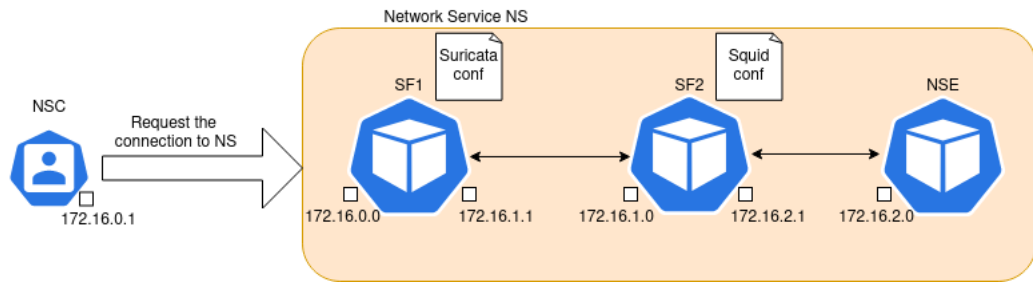 Network Service NS
Suricata
conf
Squid
conf
SF1
SF2
NSE
NSC
Request the
connection to NS
172.16.0.1
172.16.0.0
172.16.1.1
172.16.1.0
172.16.2.1
172.16.2.0